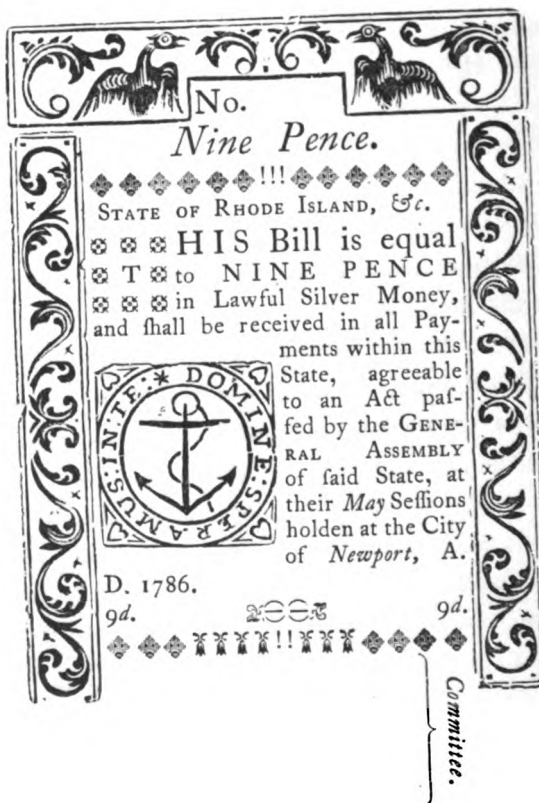 No.
Nine Pence.
!!!
STATE OF RHODE ISLAND, &c.
HIS Bill is equal
T to NINE PENCE
in Lawful Silver Money,
and ſhall be received in all Pay-
ments within this
State, agreeable
to an Act paſ-
ſed by the GENE-
RAL ASSEMBLY
of ſaid State, at
their May Seſſions
holden at the City
of Newport, A.
D. 1786.
IN:TE:* DOMINE:SPERAMUS:
9d. 9d.
!!
Committee.